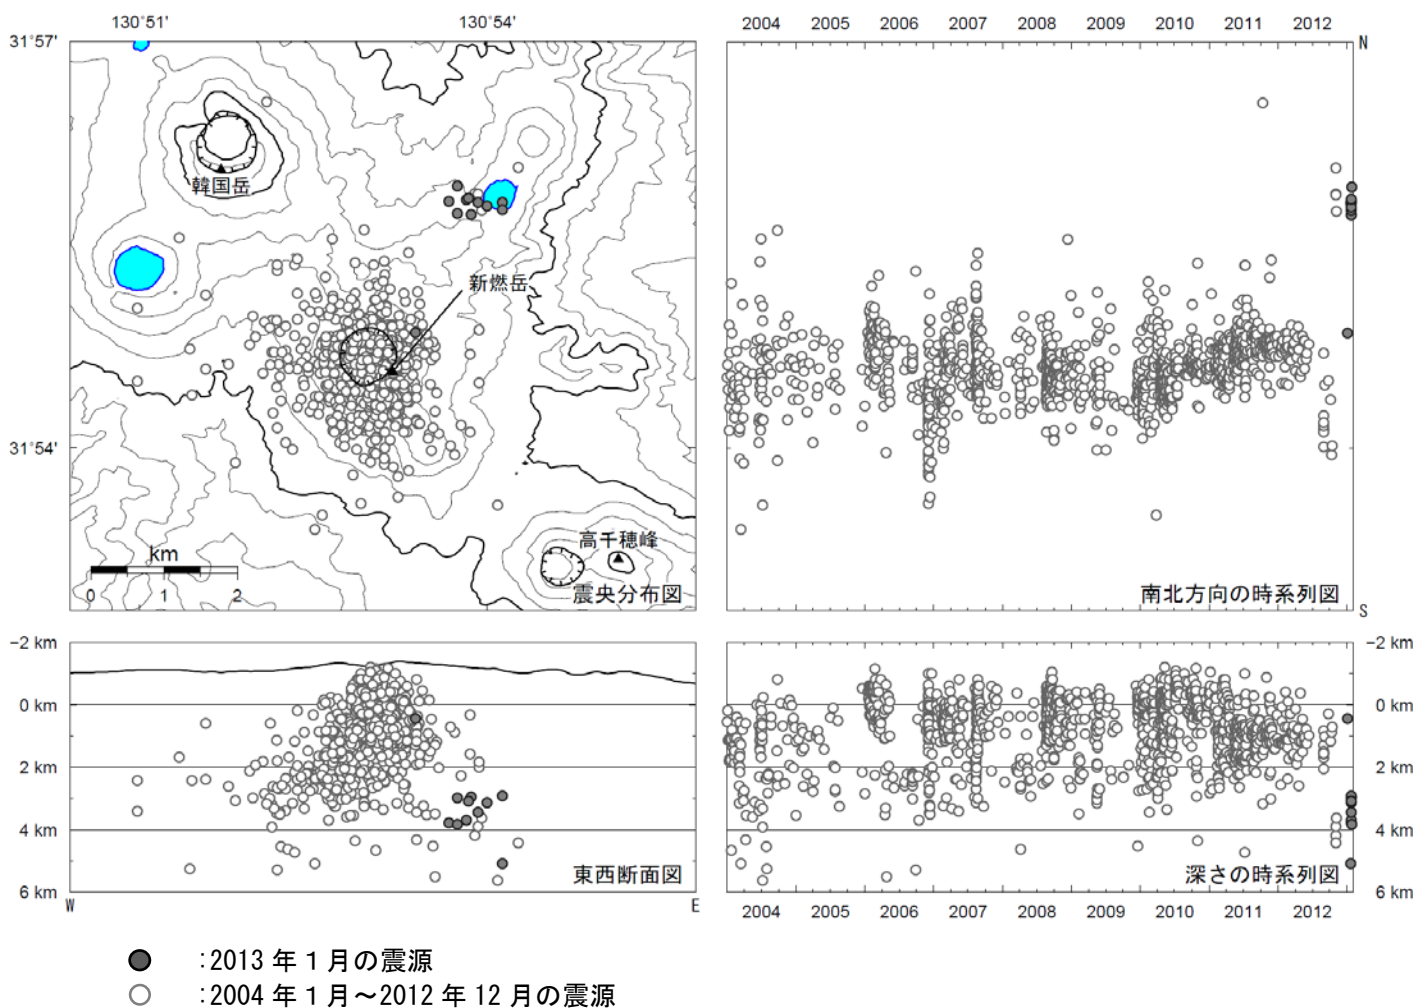 130°51'
130°54'
2004 2005 2006 2007 2008 2009 2010 2011 2012
31°57'
N
韓国岳
新燃岳
31°54'
高千穂峰
km
0 1 2
震央分布図
南北方向の時系列図
S
-2 km
0 km
2 km
4 km
6 km
東西断面図
W
E
-2 km
0 km
2 km
4 km
6 km
深さの時系列図
2004 2005 2006 2007 2008 2009 2010 2011 2012
:2013 年 1 月の震源
:2004 年 1 月～2012 年 12 月の震源